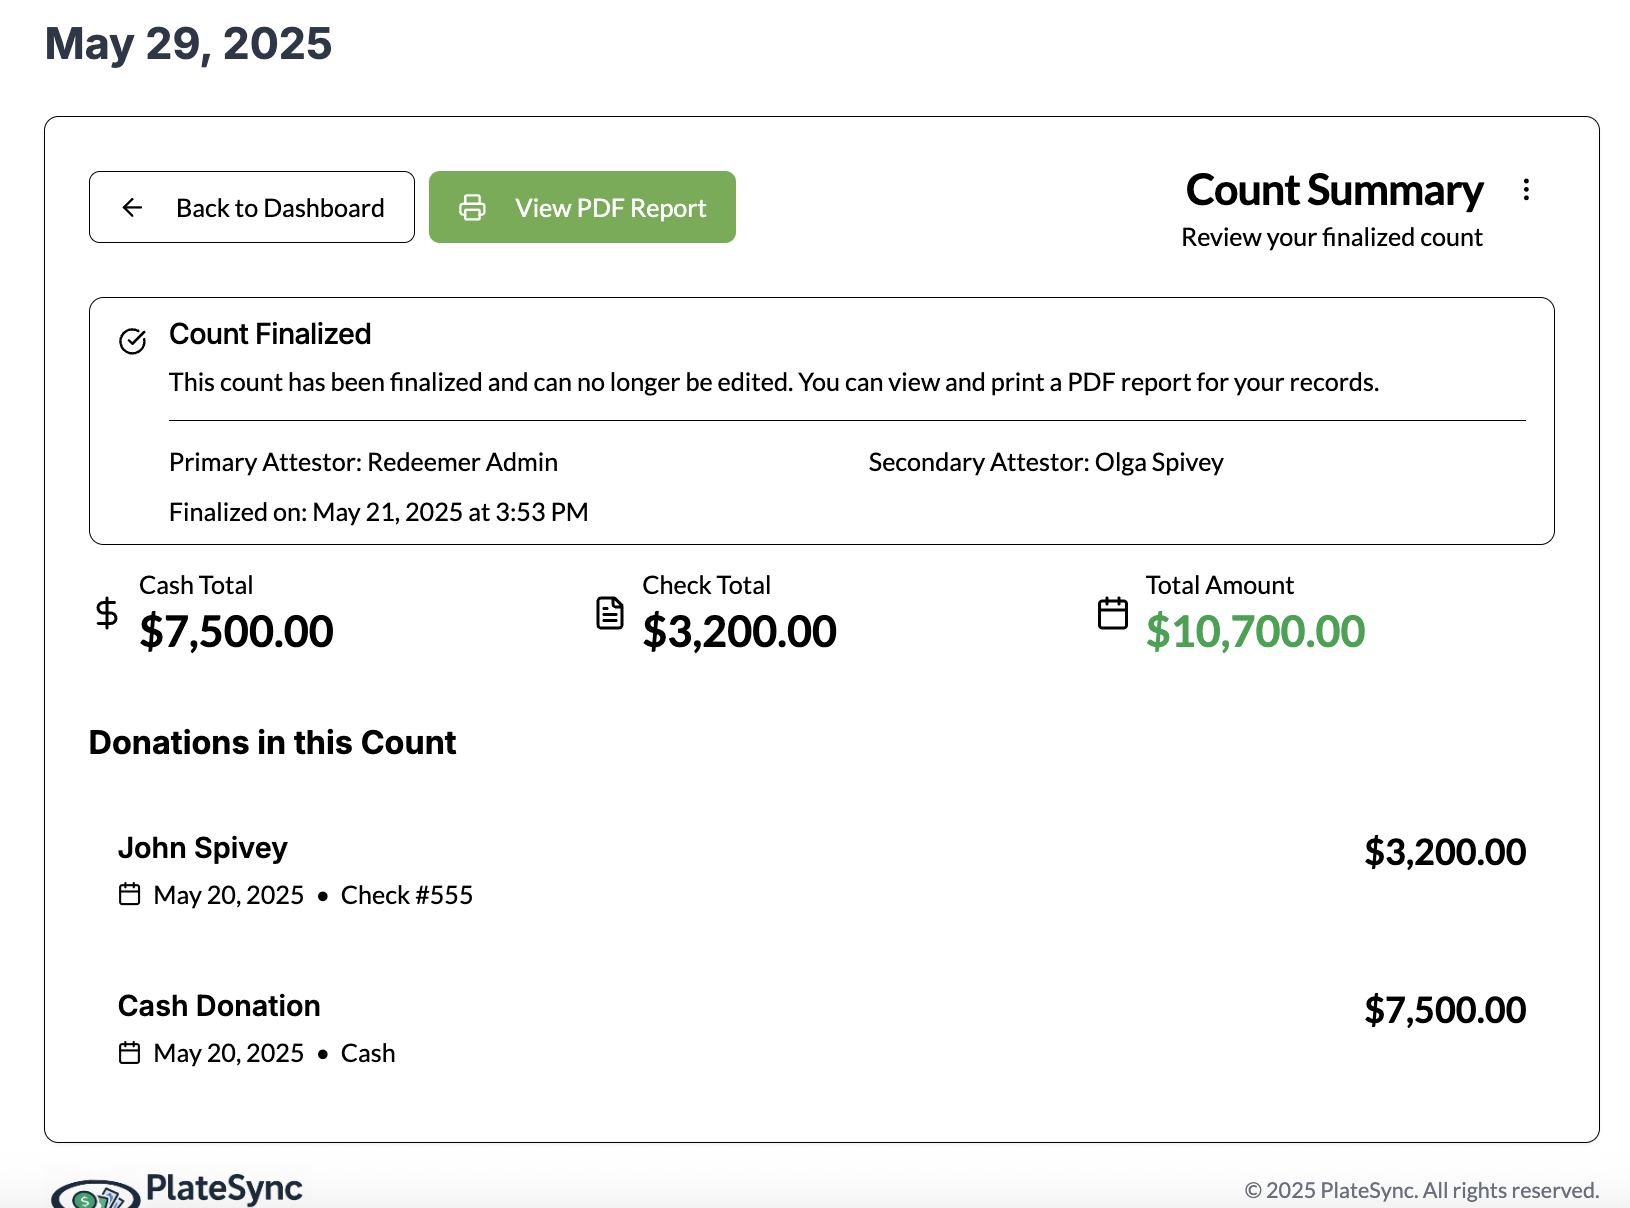 May 29, 2025
Back to Dashboard
View PDF Report
Count Summary
Review your finalized count
Count Finalized
This count has been finalized and can no longer be edited. You can view and print a PDF report for your records.
Primary Attestor: Redeemer Admin
Secondary Attestor: Olga Spivey
Finalized on: May 21, 2025 at 3:53 PM
Cash Total
$7,500.00
Check Total
$3,200.00
Total Amount
$10,700.00
Donations in this Count
John Spivey
$3,200.00
May 20, 2025 • Check #555
Cash Donation
$7,500.00
May 20, 2025 • Cash
PlateSync
© 2025 PlateSync. All rights reserved.